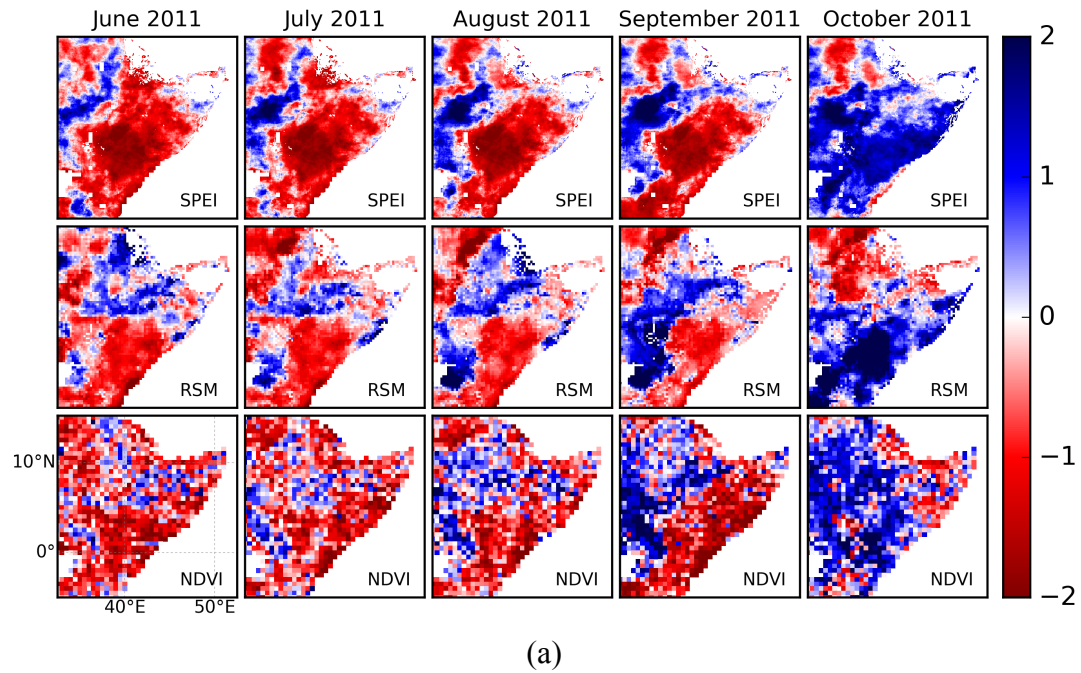 June 2011 July 2011 August 2011 September 2011 October 2011
2
SPEI SPEI SPEI SPEI SPEI
1
RSM RSM RSM RSM RSM
0
10°N
−1
0°
NDVI NDVI NDVI NDVI NDVI
−2
40°E 50°E
(a)